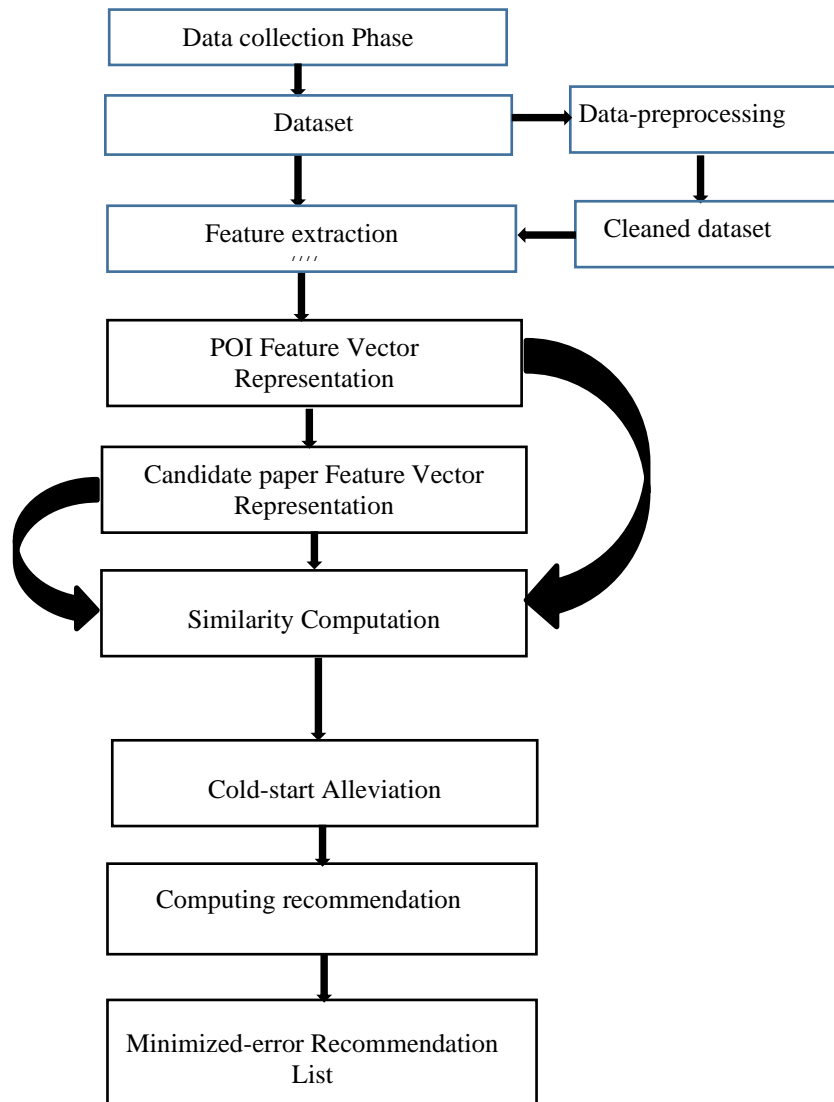 Data collection Phase
Dataset
Data-preprocessing
Feature extraction
Cleaned dataset
POI Feature Vector
Representation
Candidate paper Feature Vector
Representation
Similarity Computation
Cold-start Alleviation
Computing recommendation
Minimized-error Recommendation
List